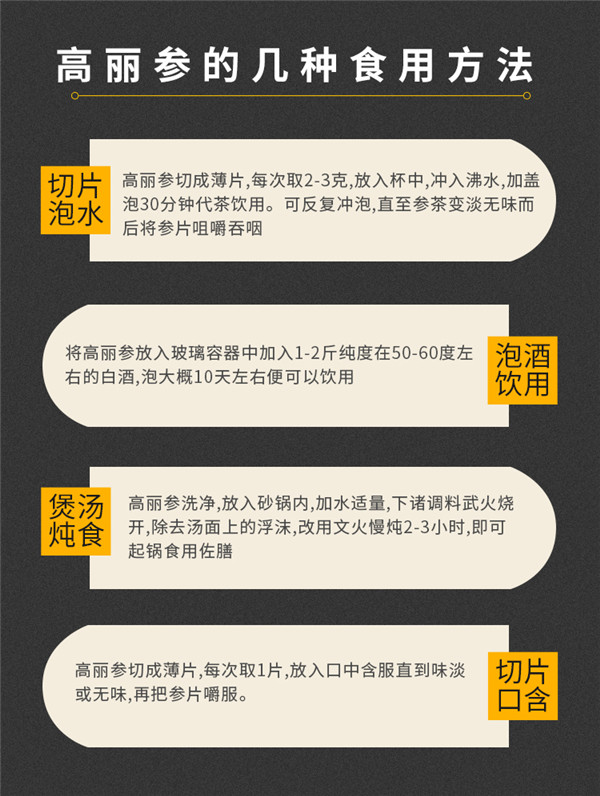 高丽参的几种食用方法
切片
泡水
高丽参切成薄片,每次取2-3克,放入杯中,冲入沸水,加盖
泡30分钟代茶饮用。可反复冲泡,直至参茶变淡无味而
后将参片咀嚼吞咽
将高丽参放入玻璃容器中加入1-2斤纯度在50-60度左
右的白酒,泡大概10天左右便可以饮用
泡酒
饮用
煲汤
炖食
高丽参洗净,放入砂锅内,加水适量,下诸调料武火烧
开,除去汤面上的浮沫,改用文火慢炖2-3小时,即可
起锅食用佐膳
高丽参切成薄片,每次取1片,放入口中含服直到味淡
或无味,再把参片嚼服。
切片
口含